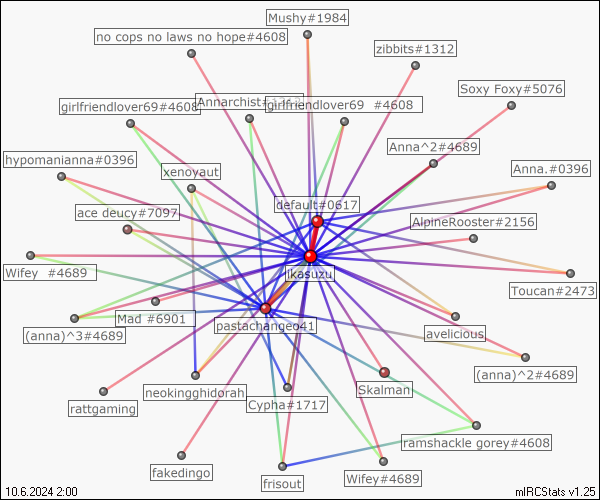 Mushy#1984
no cops no laws no hope#4608
zibbits#1312
Soxy Foxy#5076
girlfriendlover69#4608
Annarchist#
girlfriendlover69 #4608
Anna^2#4689
hypomanianna#0396
xenoyaut
Anna.#0396
default#0617
ace deucy#7097
AlpineRooster#2156
Wifey #4689
ikasuzu
Toucan#2473
Mad #6901
pastachangeo41
(anna)^3#4689
avelicious
(anna)^2#4689
neokingghidorah
Skalman
rattgaming
Cypha#1717
ramshackle gorey#4608
fakedingo
frisout
Wifey#4689
10.6.2024 2:00
mIRCStats v1.25